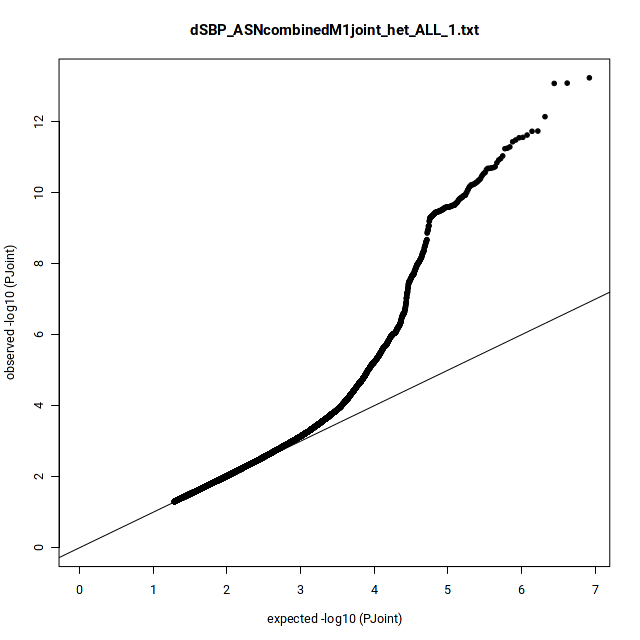 dSBP_ASNcombinedM1joint_het_ALL_1.txt
observed -log10 (PJoint)
12
10
8
6
4
2
0
0 1 2 3 4 5 6 7
expected -log10 (PJoint)